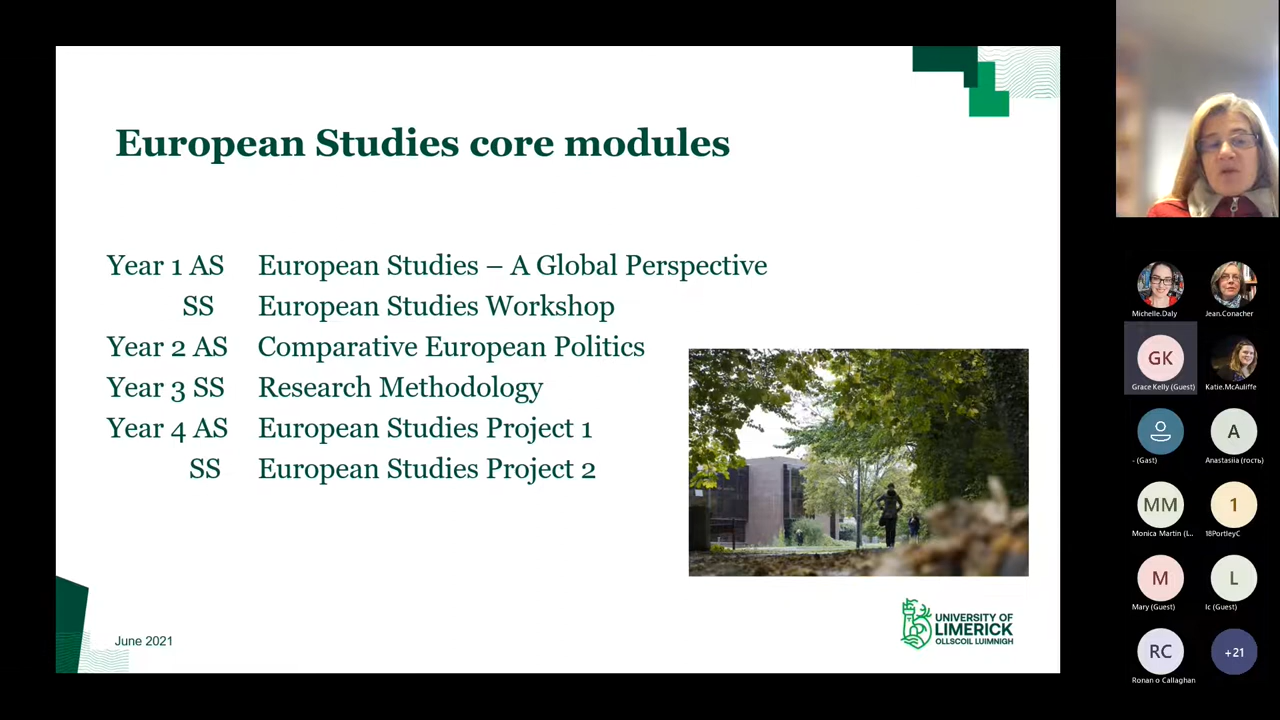 European Studies core modules
Year 1 AS European Studies – A Global Perspective
SS European Studies Workshop
Year 2 AS Comparative European Politics
Year 3 SS Research Methodology
Year 4 AS European Studies Project 1
SS European Studies Project 2
June 2021
UNIVERSITY OF
LIMERICK
OLLSCOIL LUIMNIGH
Michelle.Daly
Jean.Conacher
GK
Grace Kelly (Guest)
Katie.McAuliffe
- (Gast)
A
Anastasiia (гость)
MM
Monica Martin (L..
1
18PortleyC
M
Mary (Guest)
L
lc (Guest)
RC
Ronan o Callaghan
+21